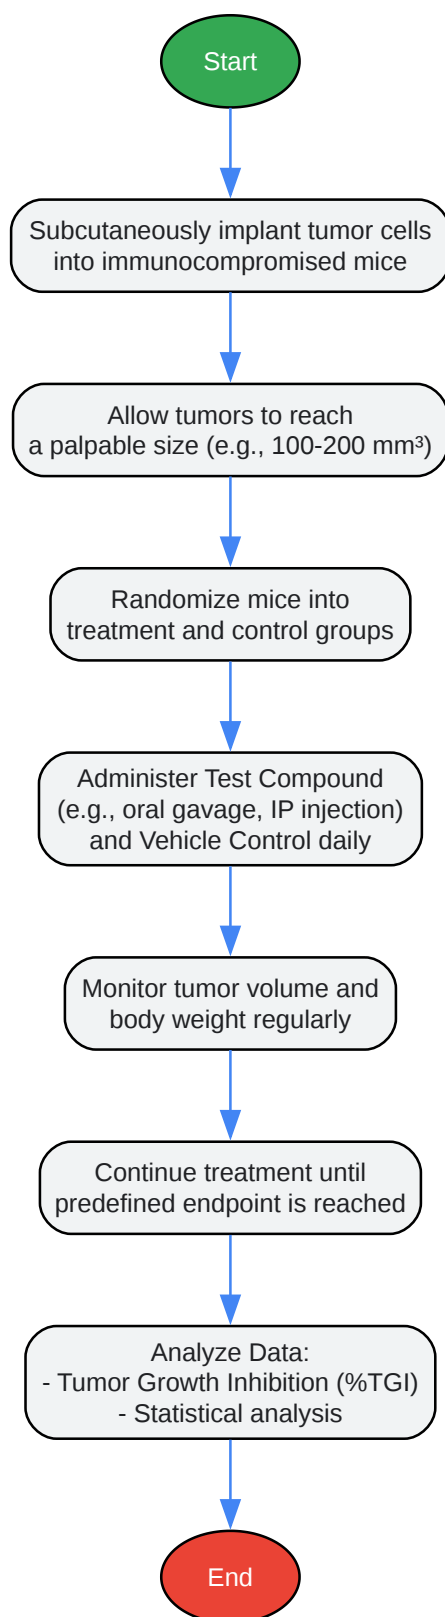 Start
Subcutaneously implant tumor cells
into immunocompromised mice
Allow tumors to reach
a palpable size (e.g., 100-200 mm³)
Randomize mice into
treatment and control groups
Administer Test Compound
(e.g., oral gavage, IP injection)
and Vehicle Control daily
Monitor tumor volume and
body weight regularly
Continue treatment until
predefined endpoint is reached
Analyze Data:
- Tumor Growth Inhibition (%TGI)
- Statistical analysis
End